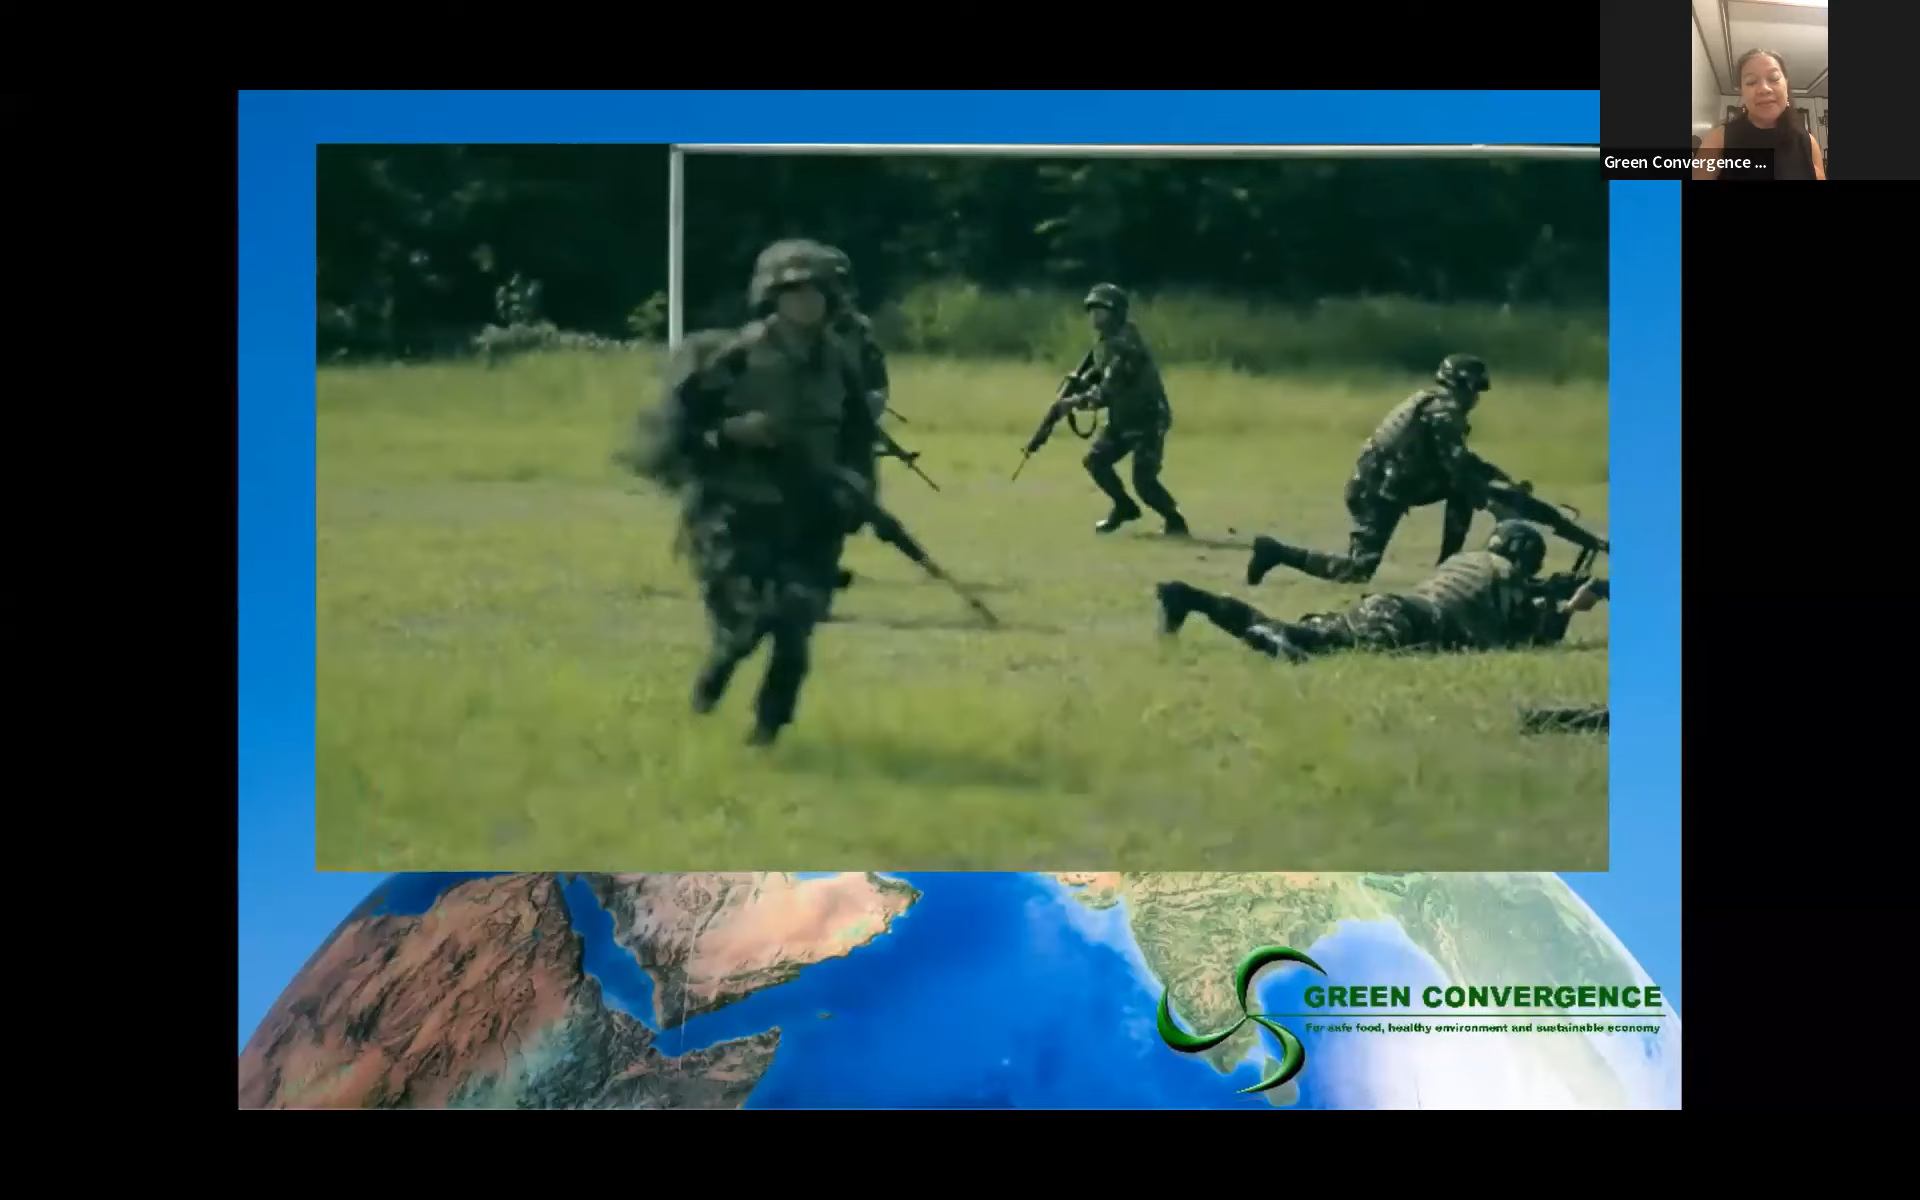 Green Convergence ...
GREEN CONVERGENCE
For safe food, healthy environment and sustainable economy